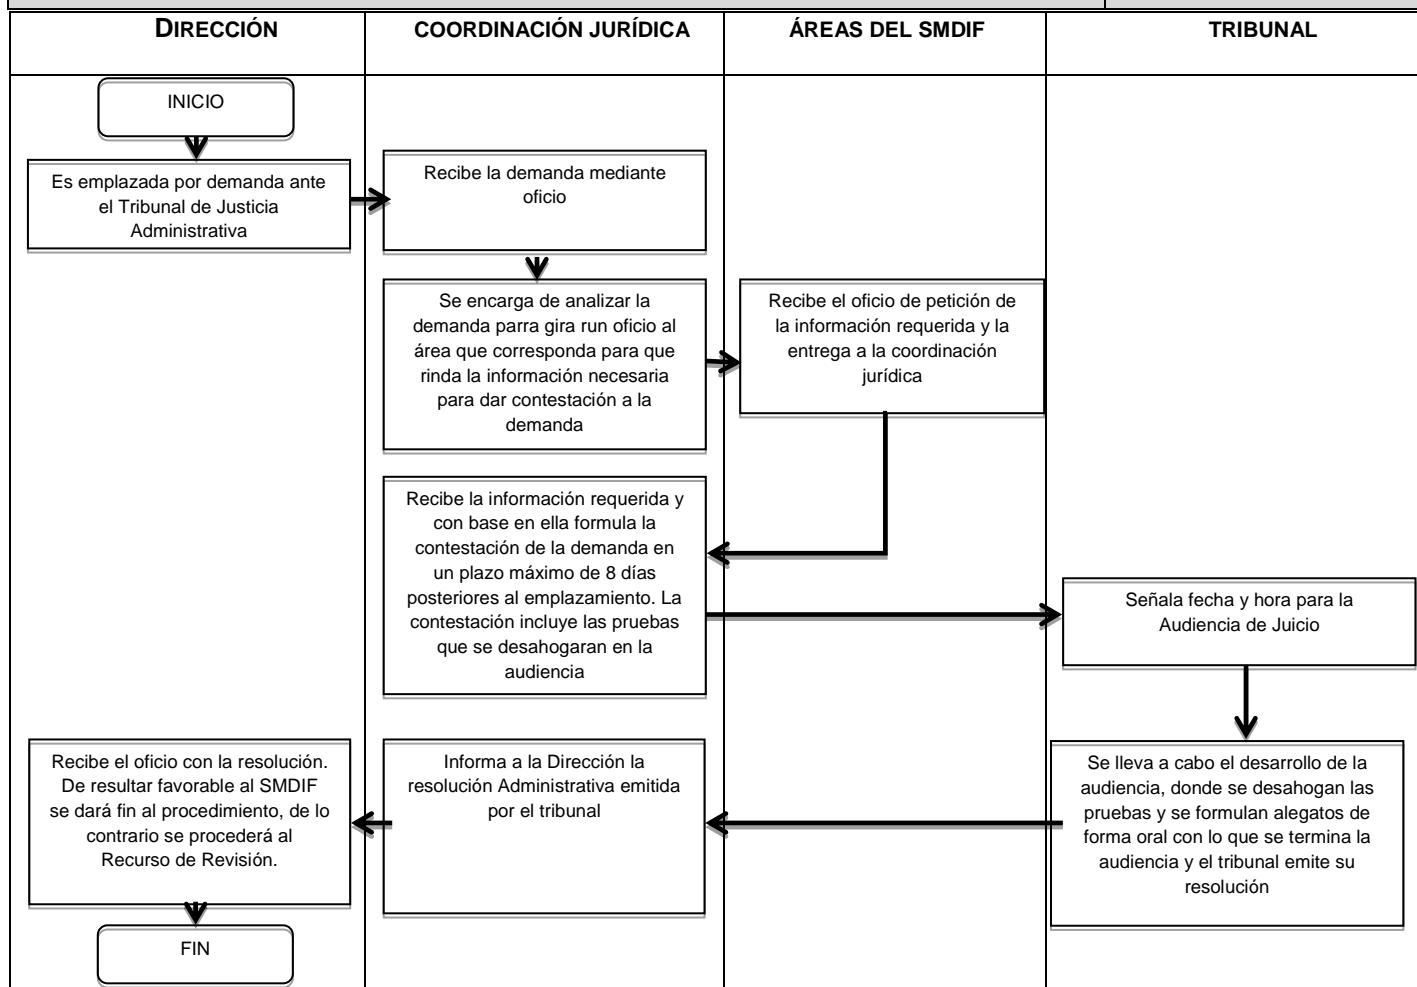 DIRECCIÓN
COORDINACIÓN JURÍDICA
ÁREAS DEL SMDIF
TRIBUNAL
INICIO
Es emplazada por demanda ante
el Tribunal de Justicia
Administrativa
Recibe la demanda mediante
oficio
Se encarga de analizar la
demanda parra gira run oficio al
área que corresponda para que
rinda la información necesaria
para dar contestación a la
demanda
Recibe el oficio de petición de
la información requerida y la
entrega a la coordinación
jurídica
Recibe la información requerida y
con base en ella formula la
contestación de la demanda en
un plazo máximo de 8 días
posteriores al emplazamiento. La
contestación incluye las pruebas
que se desahogaran en la
audiencia
Señala fecha y hora para la
Audiencia de Juicio
Se lleva a cabo el desarrollo de la
audiencia, donde se desahogan las
pruebas y se formulan alegatos de
forma oral con lo que se termina la
audiencia y el tribunal emite su
resolución
Informa a la Dirección la
resolución Administrativa emitida
por el tribunal
Recibe el oficio con la resolución.
De resultar favorable al SMDIF
se dará fin al procedimiento, de lo
contrario se procederá al
Recurso de Revisión.
FIN